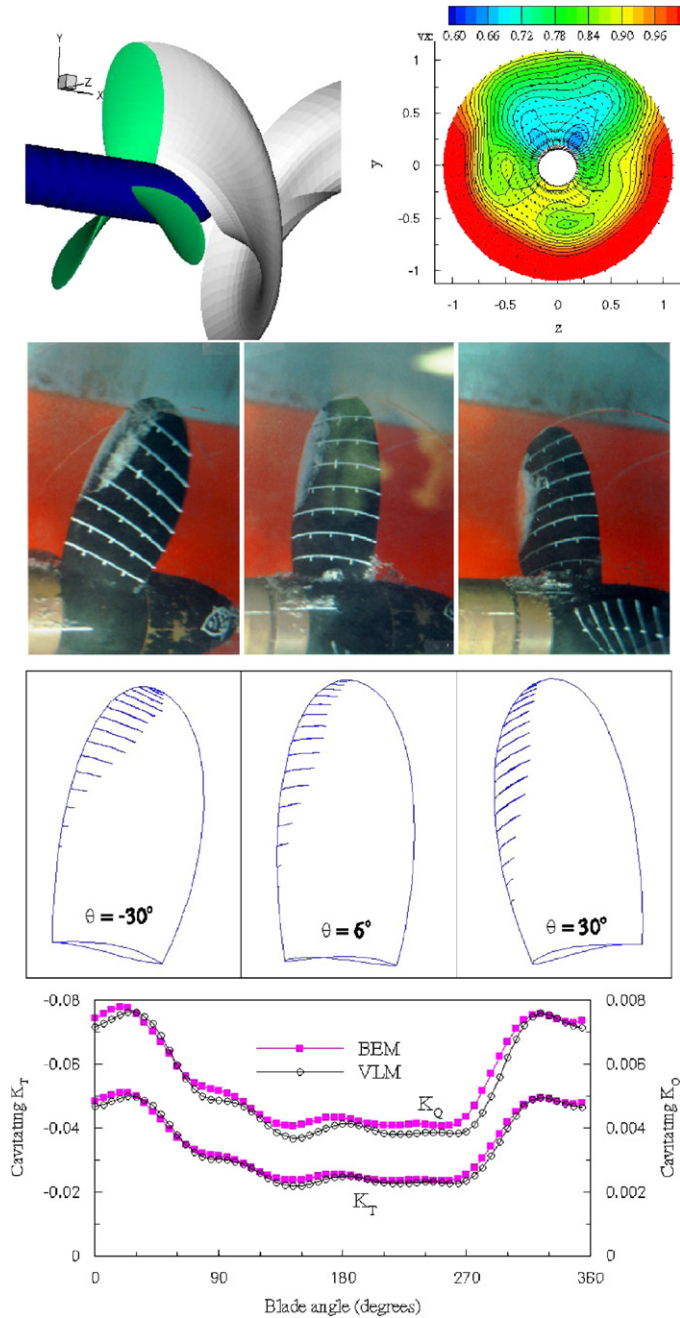 Y
Z
X
vx:
0.60 0.66 0.72 0.78 0.84 0.90 0.96
y
1
0.5
0
-0.5
-1
-1 -0.5 0 0.5 1
z
θ = -30°
θ = 6°
θ = 30°
-0.08
-0.06
-0.04
-0.02
0
Cavitating K_T
BEM
VLM
K_Q
K_T
0.008
0.006
0.004
0.002
0
Cavitating K_Q
0 90 180 270 360
Blade angle (degrees)